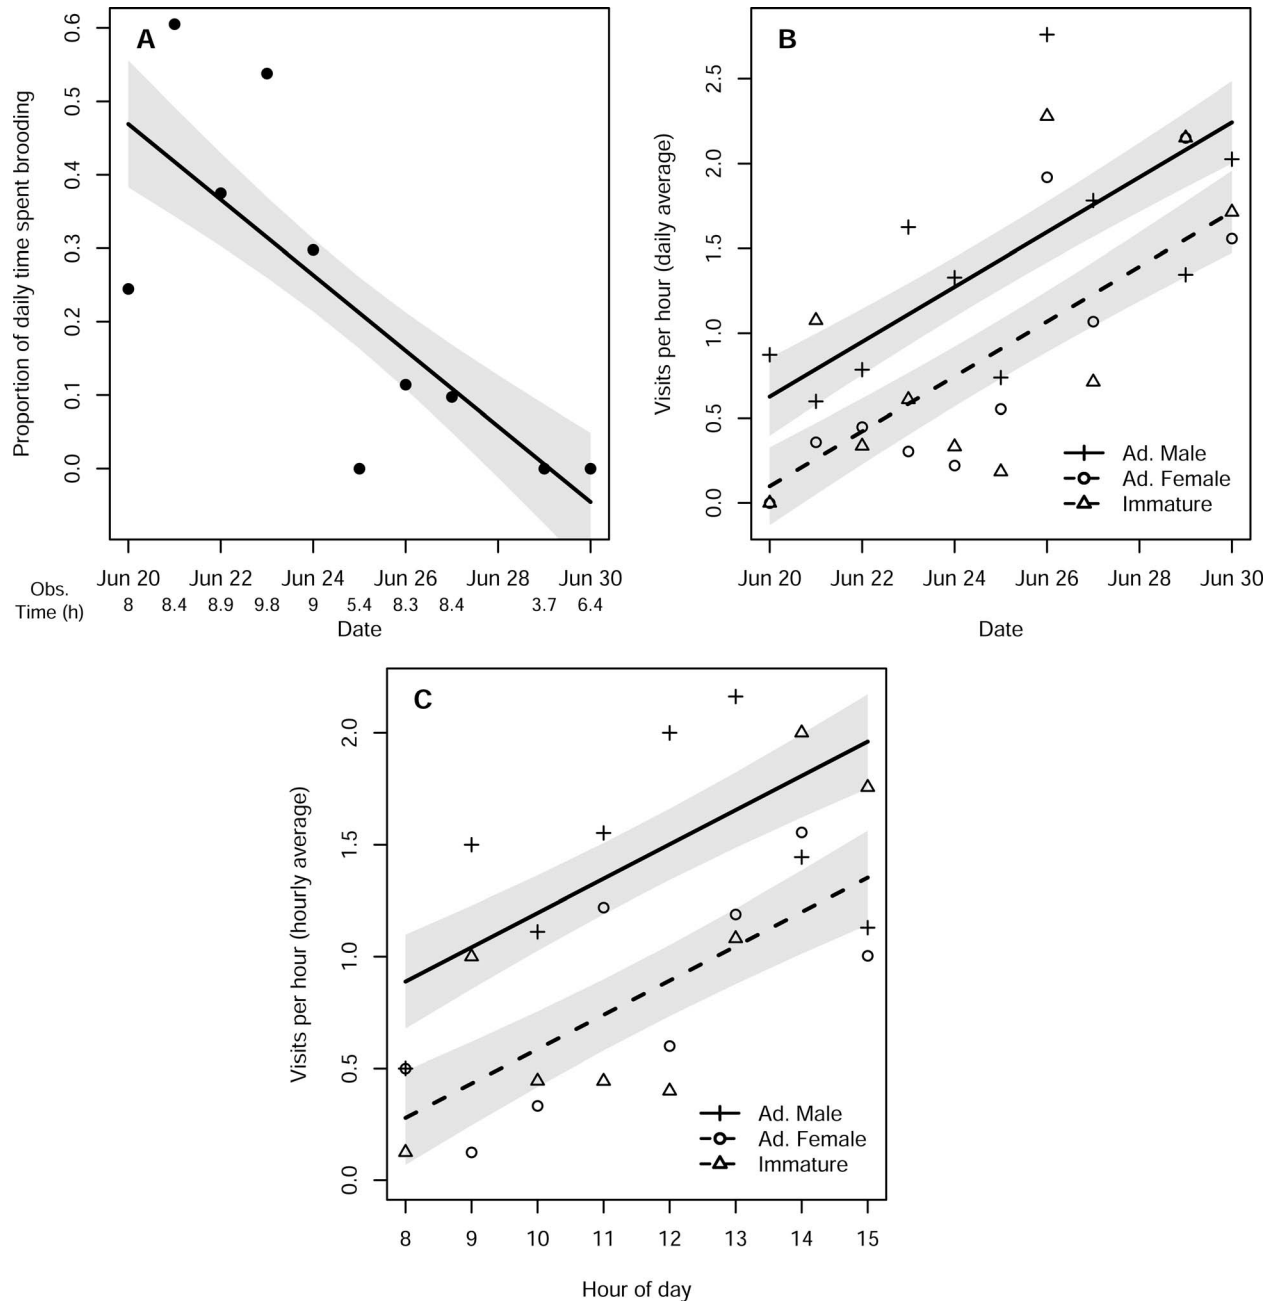 A
Proportion of daily time spent brooding
0.6
0.5
0.4
0.3
0.2
0.1
0.0
Jun 20 Jun 22 Jun 24 Jun 26 Jun 28 Jun 30
Obs.
Time (h) 8 8.4 8.9 9.8 9 5.4 8.3 8.4 3.7 6.4
Date
B
Visits per hour (daily average)
2.5
2.0
1.5
1.0
0.5
0.0
Ad. Male
Ad. Female
Immature
Jun 20 Jun 22 Jun 24 Jun 26 Jun 28 Jun 30
Date
C
Visits per hour (hourly average)
2.0
1.5
1.0
0.5
0.0
Ad. Male
Ad. Female
Immature
8 9 10 11 12 13 14 15
Hour of day